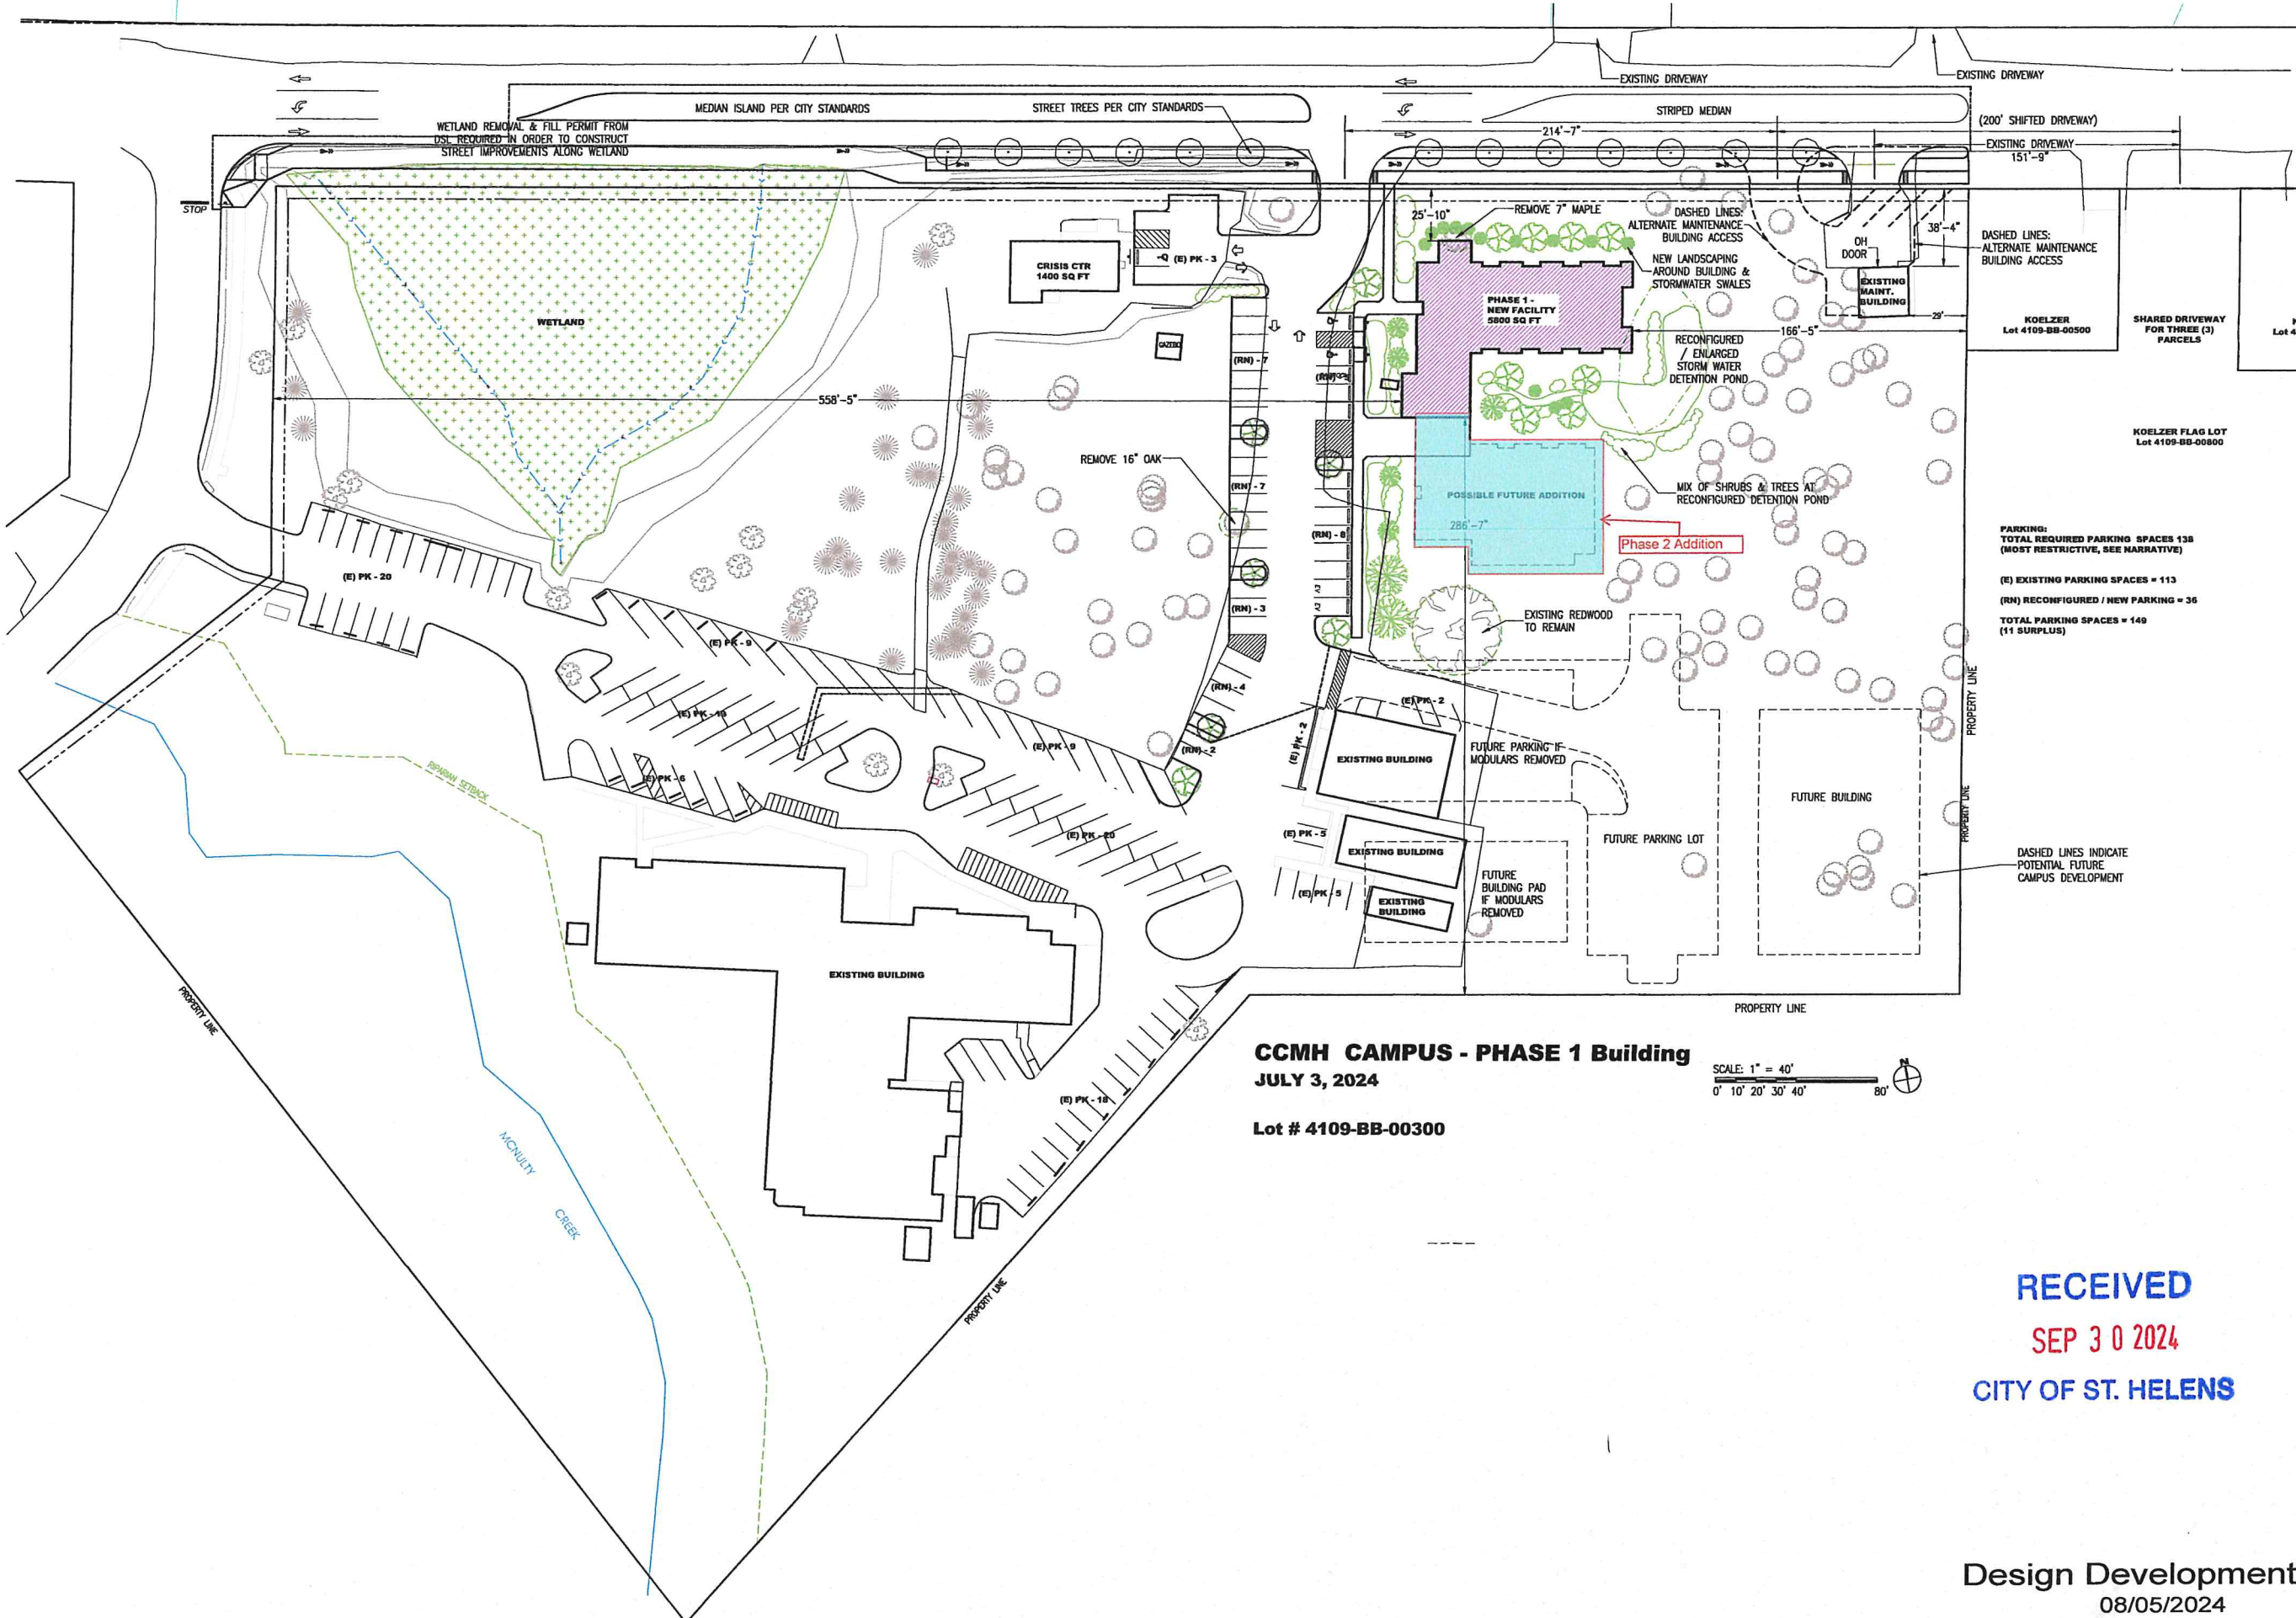 EXISTING DRIVEWAY
EXISTING DRIVEWAY
MEDIAN ISLAND PER CITY STANDARDS
STREET TREES PER CITY STANDARDS
STRIPED MEDIAN
(200' SHIFTED DRIVEWAY)
WETLAND REMOVAL & FILL PERMIT FROM
DSL REQUIRED IN ORDER TO CONSTRUCT
STREET IMPROVEMENTS ALONG WETLAND
214'-7"
EXISTING DRIVEWAY
151'-9"
STOP
25'-10"
REMOVE 7" MAPLE
DASHED LINES:
ALTERNATE MAINTENANCE
BUILDING ACCESS
OH
DOOR
38'-4"
DASHED LINES:
ALTERNATE MAINTENANCE
BUILDING ACCESS
CRISIS CTR
1400 SQ FT
(E) PK - 3
NEW LANDSCAPING
AROUND BUILDING &
STORMWATER SWALES
EXISTING
MAINT.
BUILDING
29'
PHASE 1 -
NEW FACILITY
5800 SQ FT
WETLAND
GAZEBO
166'-5"
KOELZER
Lot 4109-BB-00500
SHARED DRIVEWAY
FOR THREE (3)
PARCELS
Lot 4
RECONFIGURED
/ ENLARGED
STORM WATER
DETENTION POND
(RN) - 7
558'-5"
KOELZER FLAG LOT
Lot 4109-BB-00800
REMOVE 16" OAK
(RN) - 7
MIX OF SHRUBS & TREES AT
RECONFIGURED DETENTION POND
POSSIBLE FUTURE ADDITION
286'-7"
Phase 2 Addition
(RN) - 8
PARKING:
TOTAL REQUIRED PARKING SPACES 138
(MOST RESTRICTIVE, SEE NARRATIVE)
(E) EXISTING PARKING SPACES = 113
(RN) RECONFIGURED / NEW PARKING = 36
TOTAL PARKING SPACES = 149
(11 SURPLUS)
(E) PK - 20
(RN) - 3
EXISTING REDWOOD
TO REMAIN
(E) PK - 9
(RN) - 4
(E) PK - 2
(E) PK - 19
PROPERTY LINE
(E) PK - 9
(RN) - 2
(E) PK - 2
EXISTING BUILDING
FUTURE PARKING IF
MODULARS REMOVED
RIPARIAN SETBACK
(E) PK - 6
FUTURE BUILDING
PROPERTY LINE
(E) PK - 20
(E) PK - 5
EXISTING BUILDING
FUTURE PARKING LOT
DASHED LINES INDICATE
POTENTIAL FUTURE
CAMPUS DEVELOPMENT
(E) PK - 5
EXISTING
BUILDING
FUTURE
BUILDING PAD
IF MODULARS
REMOVED
EXISTING BUILDING
PROPERTY LINE
PROPERTY LINE
CCMH CAMPUS - PHASE 1 Building
JULY 3, 2024
SCALE: 1" = 40'
0' 10' 20' 30' 40' 80'
N
(E) PK - 18
Lot # 4109-BB-00300
MCNULTY
CREEK
PROPERTY LINE
RECEIVED
SEP 30 2024
CITY OF ST. HELENS
Design Development
08/05/2024